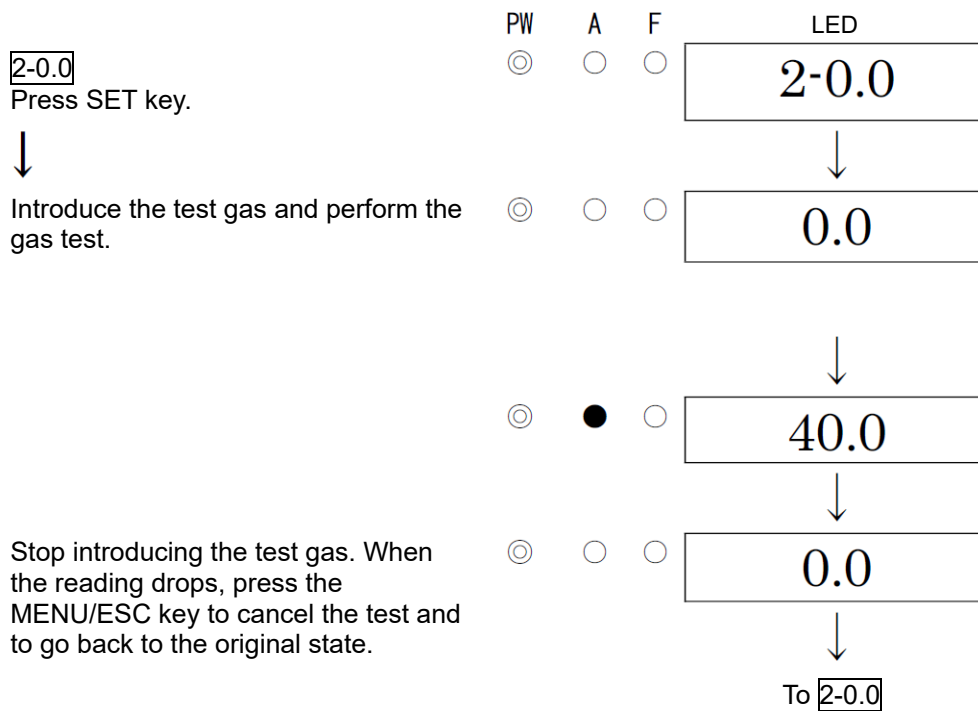 PW A F LED
2-0.0
Press SET key.
2-0.0
↓
↓
Introduce the test gas and perform the
gas test.
0.0
↓
40.0
↓
Stop introducing the test gas. When
the reading drops, press the
MENU/ESC key to cancel the test and
to go back to the original state.
0.0
↓
To 2-0.0